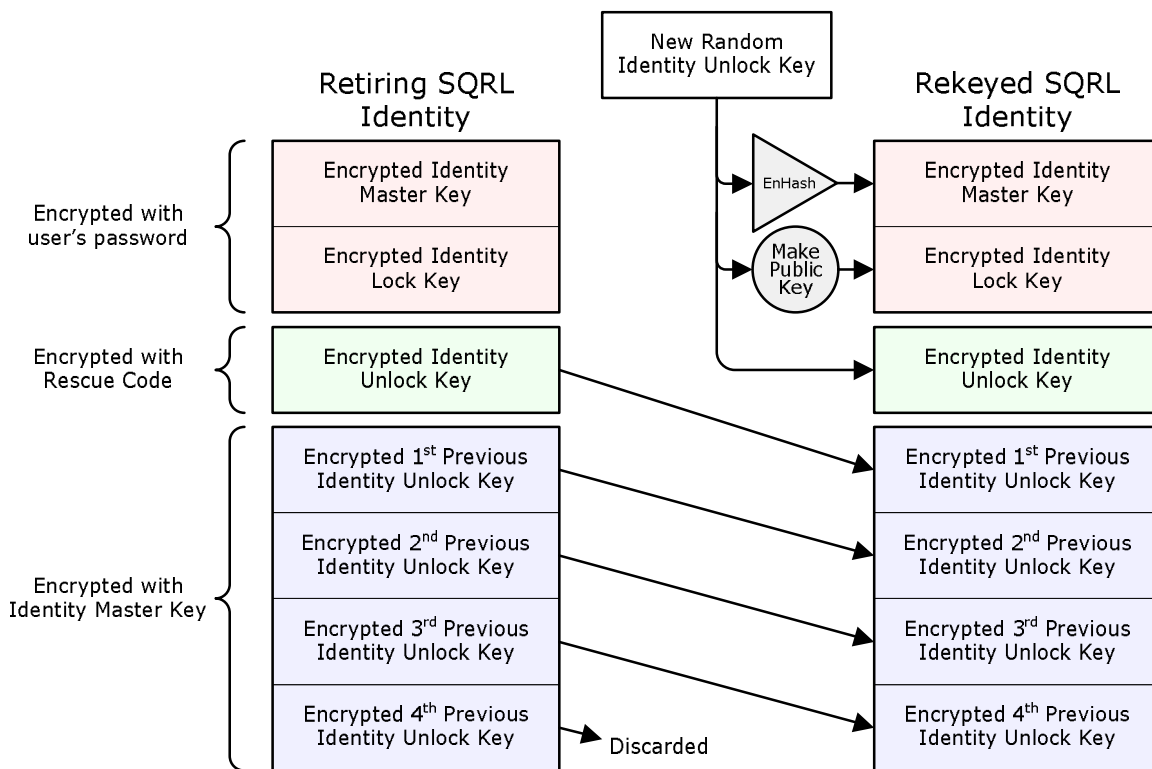 New Random
Identity Unlock Key
Retiring SQRL
Identity
Rekeyed SQRL
Identity
Encrypted with
user’s password
Encrypted Identity
Master Key
Encrypted Identity
Lock Key
EnHash
Make
Public
Key
Encrypted Identity
Master Key
Encrypted Identity
Lock Key
Encrypted with
Rescue Code
Encrypted Identity
Unlock Key
Encrypted Identity
Unlock Key
Encrypted with
Identity Master Key
Encrypted 1st Previous
Identity Unlock Key
Encrypted 2nd Previous
Identity Unlock Key
Encrypted 3rd Previous
Identity Unlock Key
Encrypted 4th Previous
Identity Unlock Key
Discarded
Encrypted 1st Previous
Identity Unlock Key
Encrypted 2nd Previous
Identity Unlock Key
Encrypted 3rd Previous
Identity Unlock Key
Encrypted 4th Previous
Identity Unlock Key